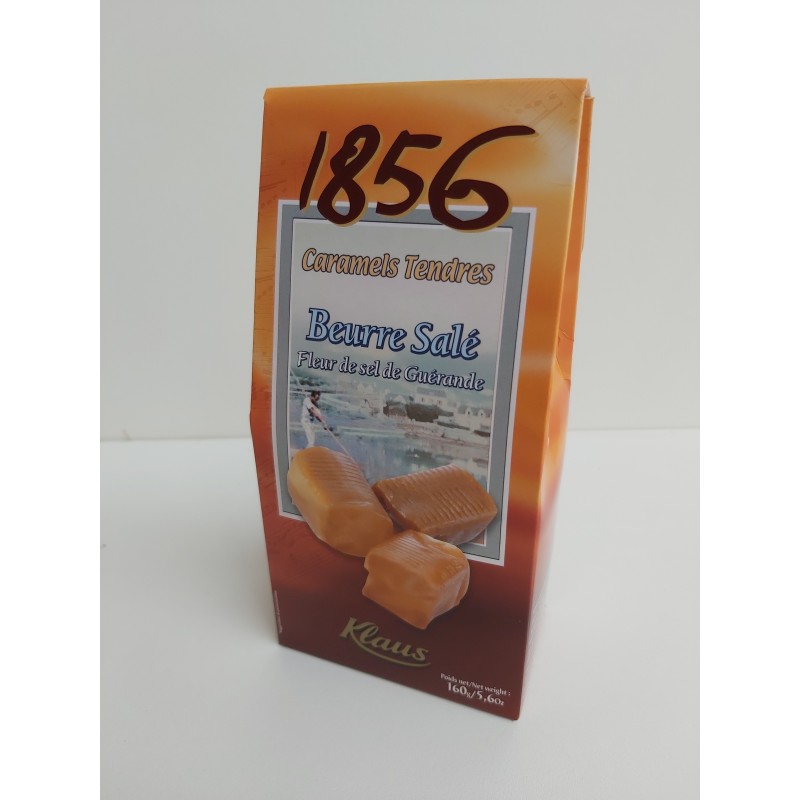 1856
Caramels Tendres
Beurre Salé
Fleur de sel de Guérande
Klaus
Poids net/Net weight :
160g/5,6Oz